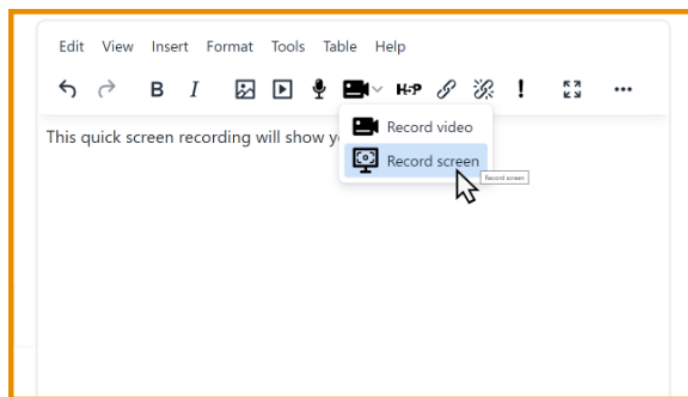 Edit View Insert Format Tools Table Help
B I H-P !
Record video
This quick screen recording will show y
Record screen
Record screen